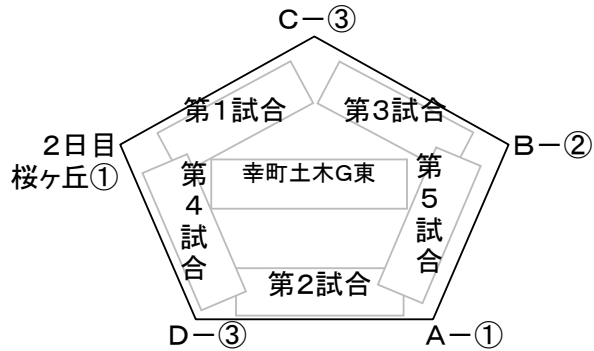 C－③
第1試合
第3試合
2日目
桜ヶ丘①
B－②
幸町土木G東
第4試合
第5試合
第2試合
D－③
A－①